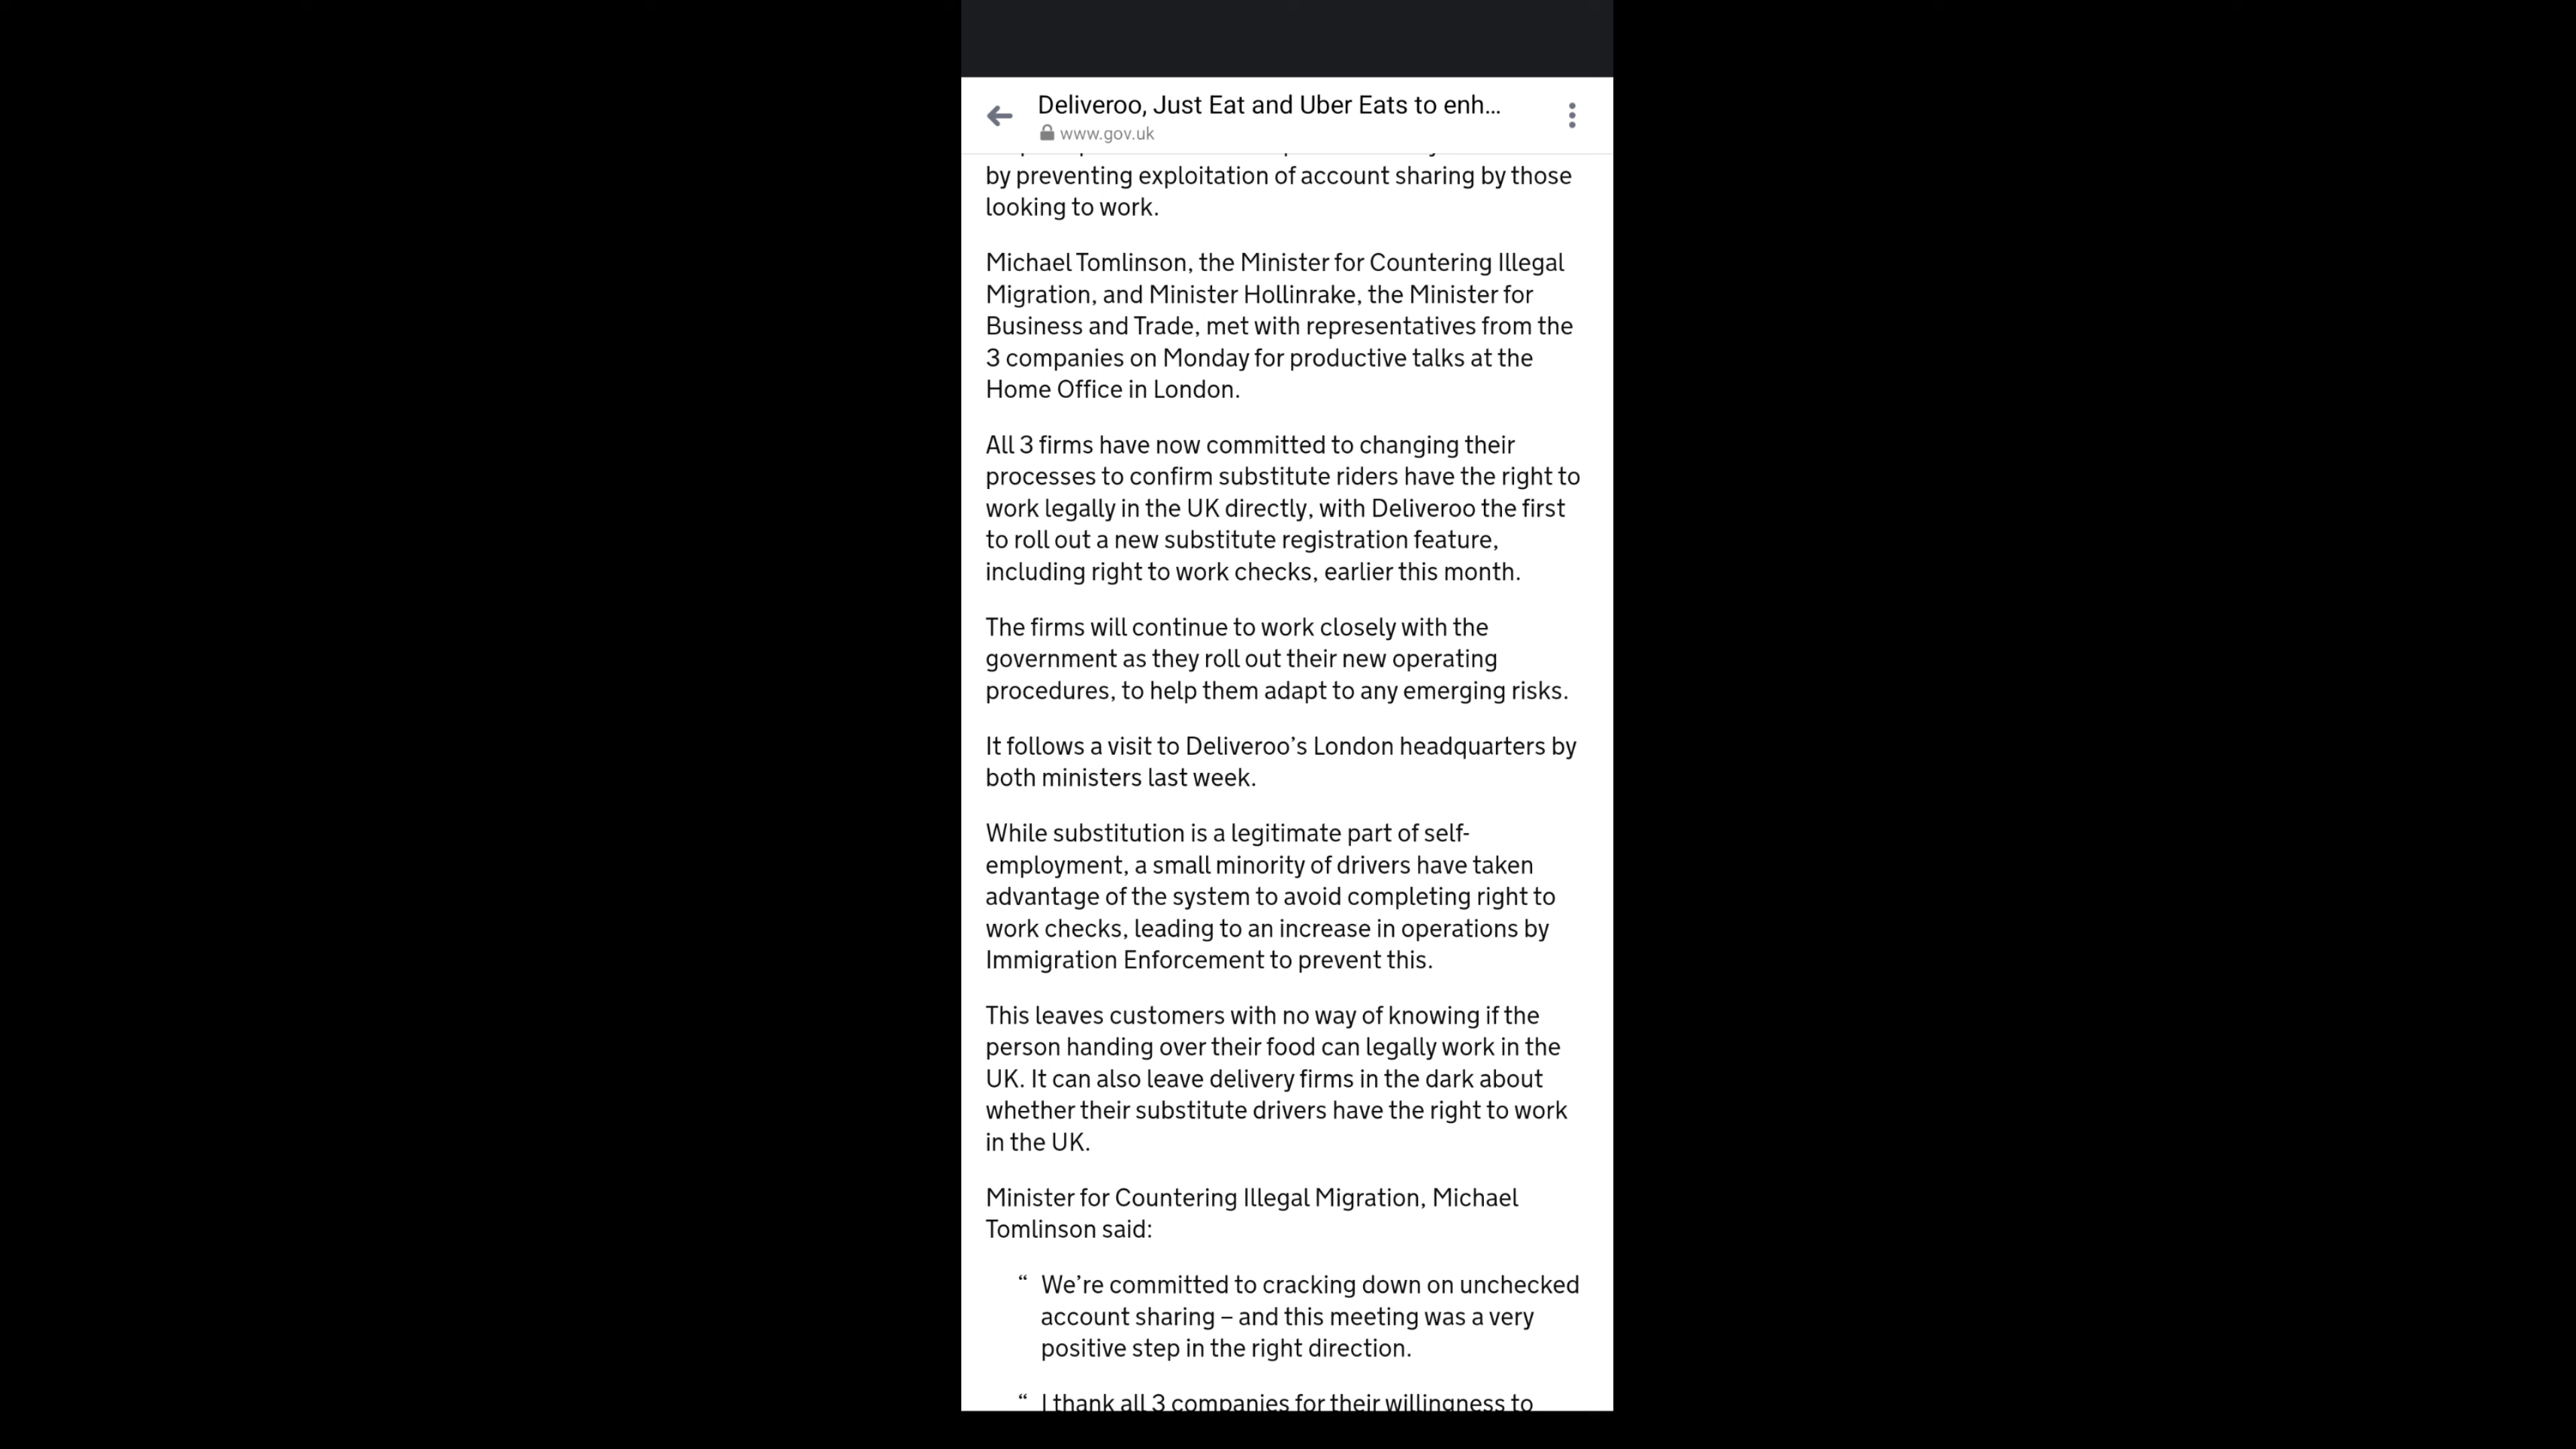 Deliveroo, Just Eat and Uber Eats to enh...
www.gov.uk
by preventing exploitation of account sharing by those
looking to work.
Michael Tomlinson, the Minister for Countering Illegal
Migration, and Minister Hollinrake, the Minister for
Business and Trade, met with representatives from the
3 companies on Monday for productive talks at the
Home Office in London.
All 3 firms have now committed to changing their
processes to confirm substitute riders have the right to
work legally in the UK directly, with Deliveroo the first
to roll out a new substitute registration feature,
including right to work checks, earlier this month.
The firms will continue to work closely with the
government as they roll out their new operating
procedures, to help them adapt to any emerging risks.
It follows a visit to Deliveroo’s London headquarters by
both ministers last week.
While substitution is a legitimate part of self-
employment, a small minority of drivers have taken
advantage of the system to avoid completing right to
work checks, leading to an increase in operations by
Immigration Enforcement to prevent this.
This leaves customers with no way of knowing if the
person handing over their food can legally work in the
UK. It can also leave delivery firms in the dark about
whether their substitute drivers have the right to work
in the UK.
Minister for Countering Illegal Migration, Michael
Tomlinson said:
“ We’re committed to cracking down on unchecked
account sharing – and this meeting was a very
positive step in the right direction.
“ I thank all 3 companies for their willingness to